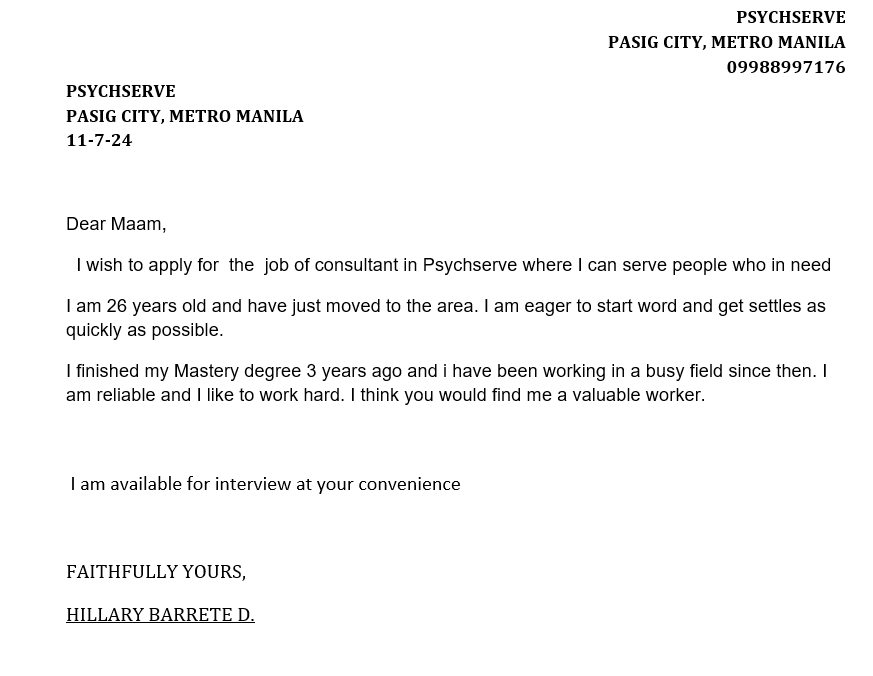 PSYCHSERVE
PASIG CITY, METRO MANILA
09988997176
PSYCHSERVE
PASIG CITY, METRO MANILA
11-7-24
Dear Maam,
I wish to apply for the job of consultant in Psychserve where I can serve people who in need
I am 26 years old and have just moved to the area. I am eager to start word and get settles as
quickly as possible.
I finished my Mastery degree 3 years ago and i have been working in a busy field since then. I
am reliable and I like to work hard. I think you would find me a valuable worker.
I am available for interview at your convenience
FAITHFULLY YOURS,
HILLARY BARRETE D.